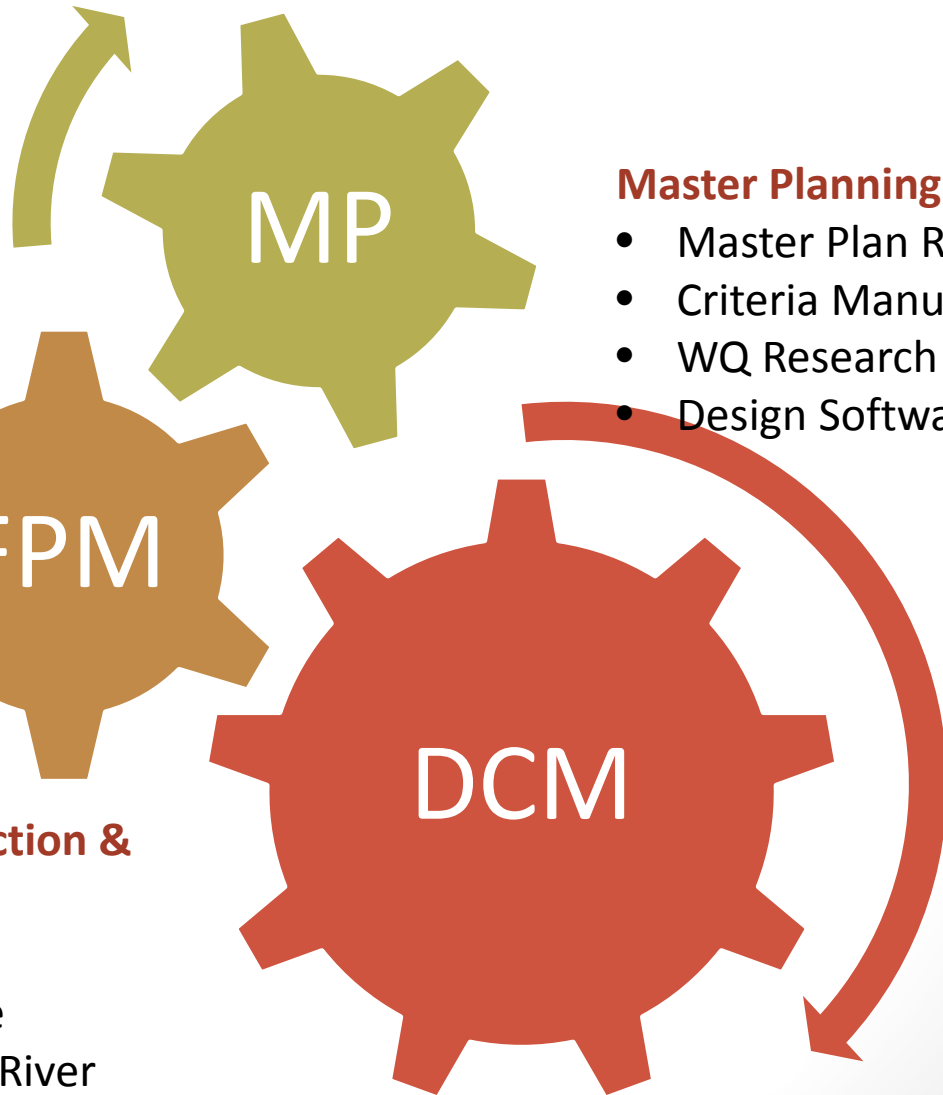 MP
Master Planning
• Master Plan R
• Criteria Manu
• WQ Research
• Design Softwa
FPM
DCM
ction &
e
River